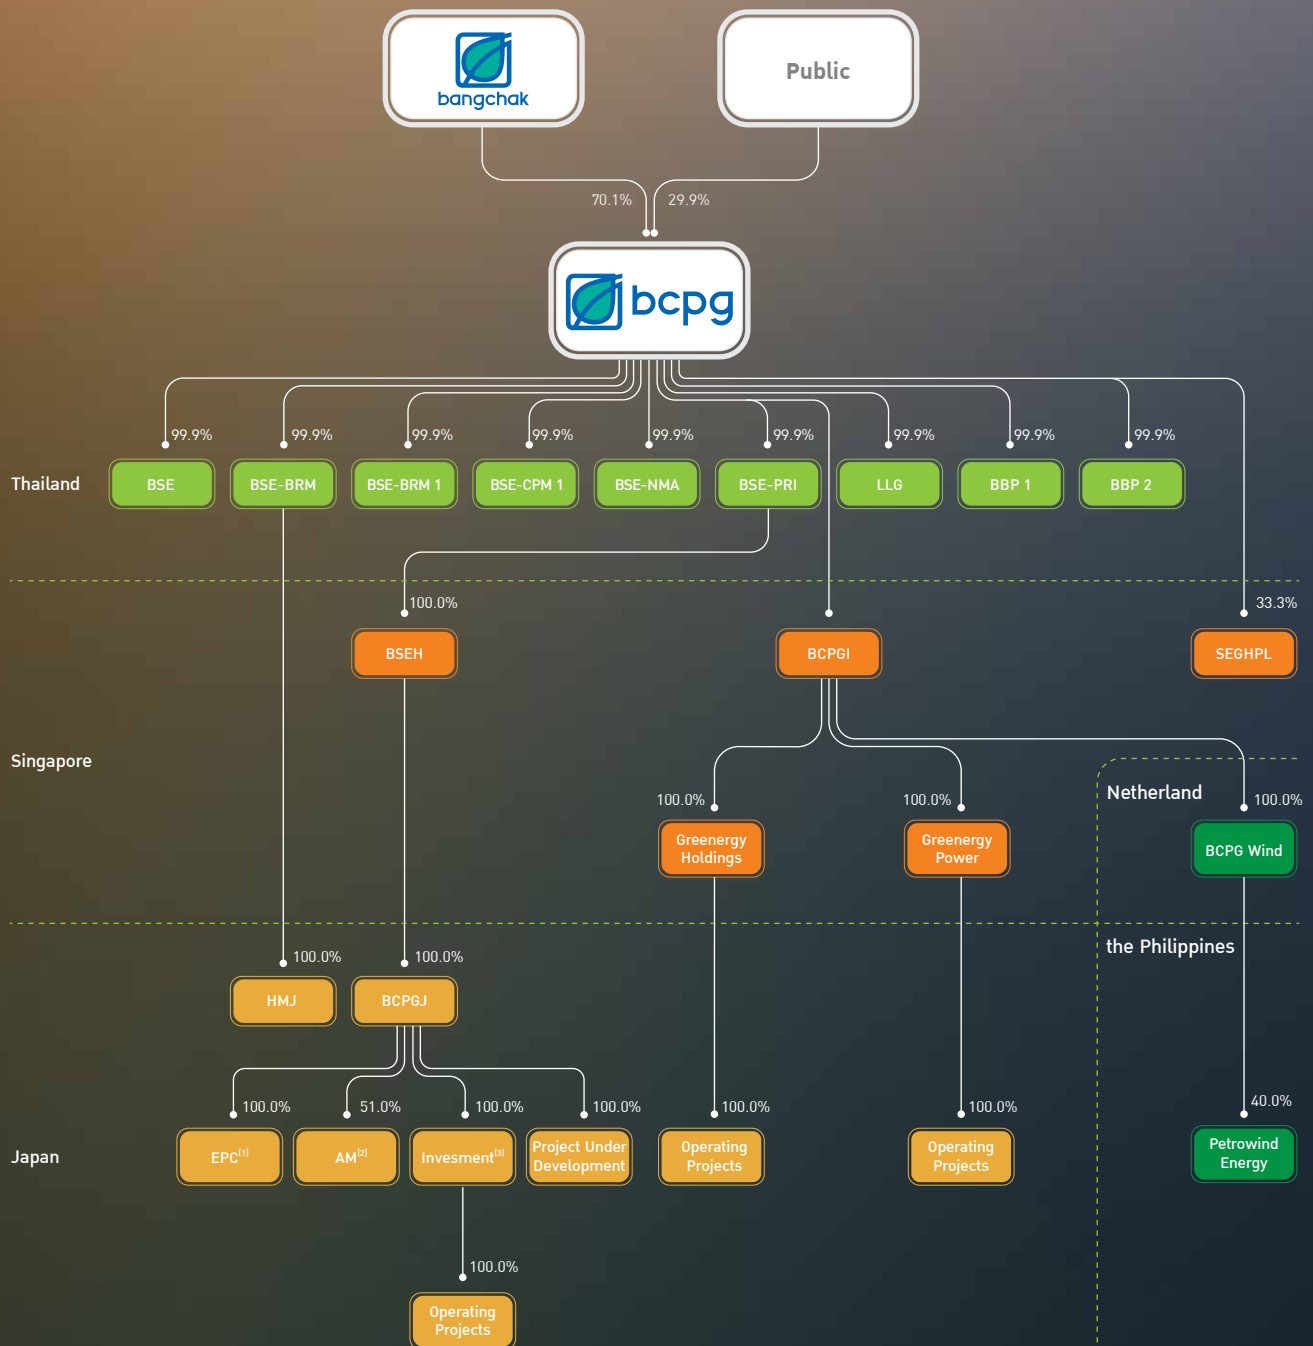 bangchak
Public
70.1%
29.9%
bcpg
99.9%
99.9%
99.9%
99.9%
99.9%
99.9%
99.9%
99.9%
99.9%
Thailand
BSE
BSE-BRM
BSE-BRM 1
BSE-CPM 1
BSE-NMA
BSE-PRI
LLG
BBP 1
BBP 2
100.0%
33.3%
BSEH
BCPGI
SEGHPL
Singapore
Netherland
100.0%
100.0%
100.0%
Greenergy
Holdings
Greenergy
Power
BCPG Wind
the Philippines
100.0%
100.0%
HMJ
BCPGJ
100.0%
51.0%
100.0%
100.0%
100.0%
100.0%
40.0%
Japan
EPC(1)
AM(2)
Invesment(3)
Project Under
Development
Operating
Projects
Operating
Projects
Petrowind
Energy
100.0%
Operating
Projects